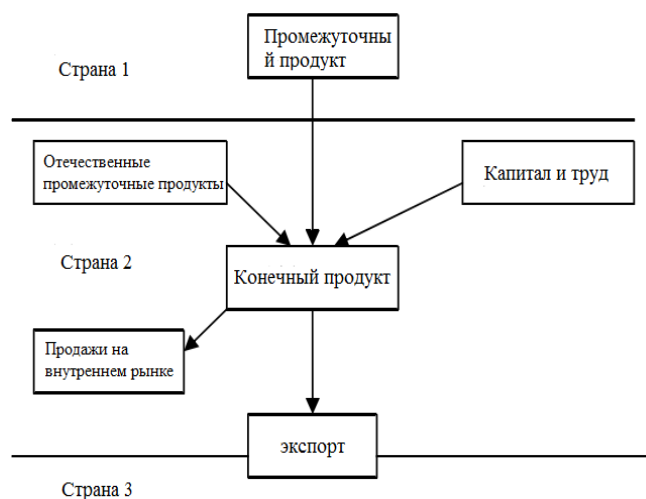 Промежуточны
й продукт
Страна 1
Отечественные
промежуточные продукты
Капитал и труд
Страна 2
Конечный продукт
Продажи на
внутреннем рынке
экспорт
Страна 3